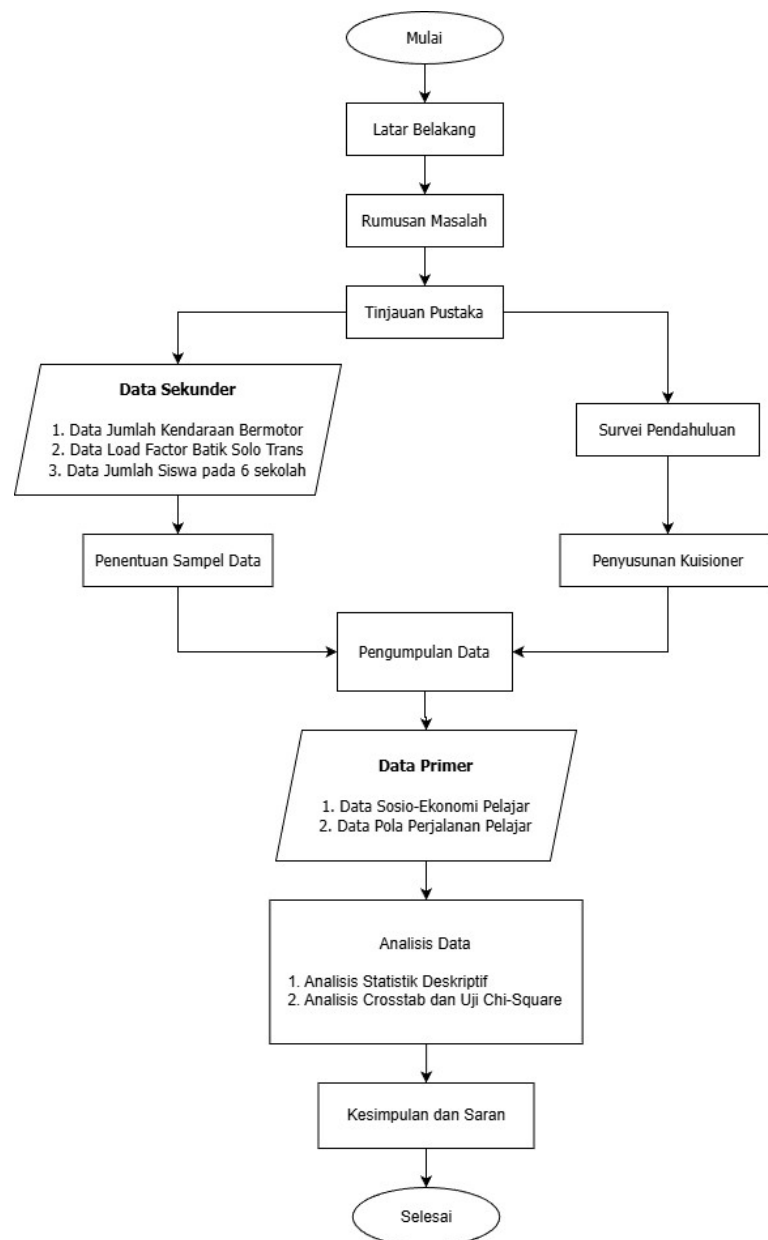 Mulai
Latar Belakang
Rumusan Masalah
Tinjauan Pustaka
Data Sekunder
1. Data Jumlah Kendaraan Bermotor
2. Data Load Factor Batik Solo Trans
3. Data Jumlah Siswa pada 6 sekolah
Survei Pendahuluan
Penentuan Sampel Data
Penyusunan Kuisioner
Pengumpulan Data
Data Primer
1. Data Sosio-Ekonomi Pelajar
2. Data Pola Perjalanan Pelajar
Analisis Data
1. Analisis Statistik Deskriptif
2. Analisis Crosstab dan Uji Chi-Square
Kesimpulan dan Saran
Selesai